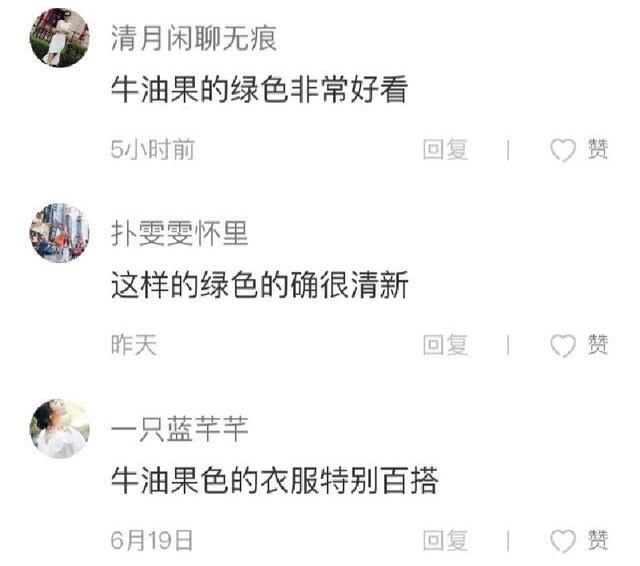 清月闲聊无痕
牛油果的绿色非常好看
5小时前 回复 | 赞
扑雯雯怀里
这样的绿色的确很清新
昨天 回复 | 赞
一只蓝芊芊
牛油果色的衣服特别百搭
6月19日 回复 | 赞